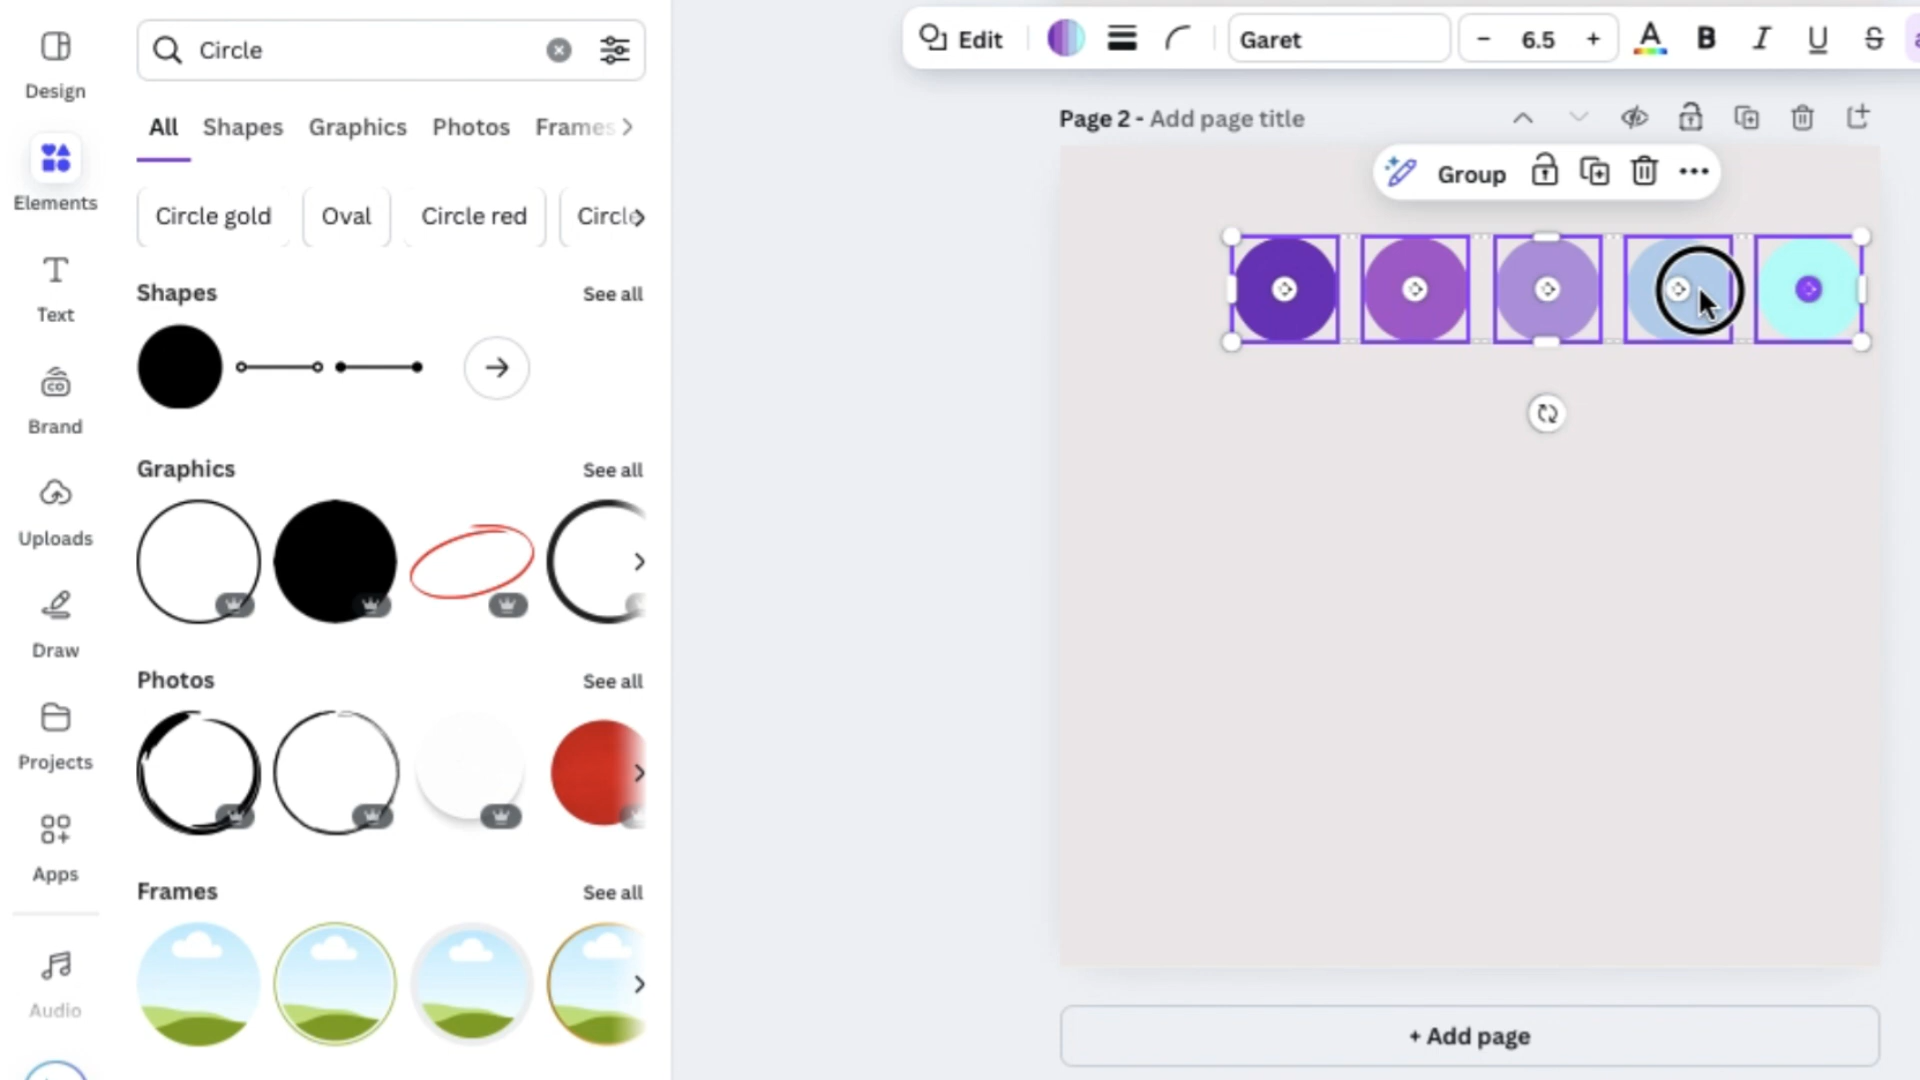 Design
Elements
Text
Brand
Uploads
Draw
Projects
Apps
Audio
Circle
All Shapes Graphics Photos Frames
Circle gold Oval Circle red Circle
Shapes See all
Graphics See all
Photos See all
Frames See all
Edit Garet - 6.5 + A B I U S
Page 2 - Add page title
Group
+ Add page